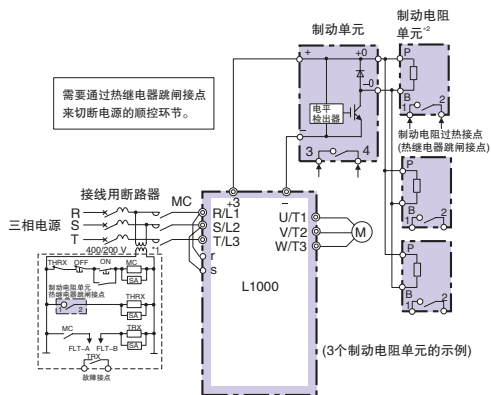 制动单元
制动电阻
单元*2
+
+0
P
-0
电平
检出器
B
1 2
-
3 4
制动电阻过热接点
(热继电器跳闸接点)
需要通过热继电器跳闸接点
来切断电源的顺控环节。
P
B
1 2
P
B
1 2
接线用断路器
MC
+3
-
三相电源
R
S
T
R/L1
S/L2
T/L3
r
s
U/T1
V/T2
W/T3
M
L1000
400/200 V
*1
THRX OFF ON MC
SA
制动电阻单元
热继电器跳闸接点
1 2
THRX
SA
MC
FLT-A FLT-B
TRX
SA
TRX
故障接点
(3个制动电阻单元的示例)